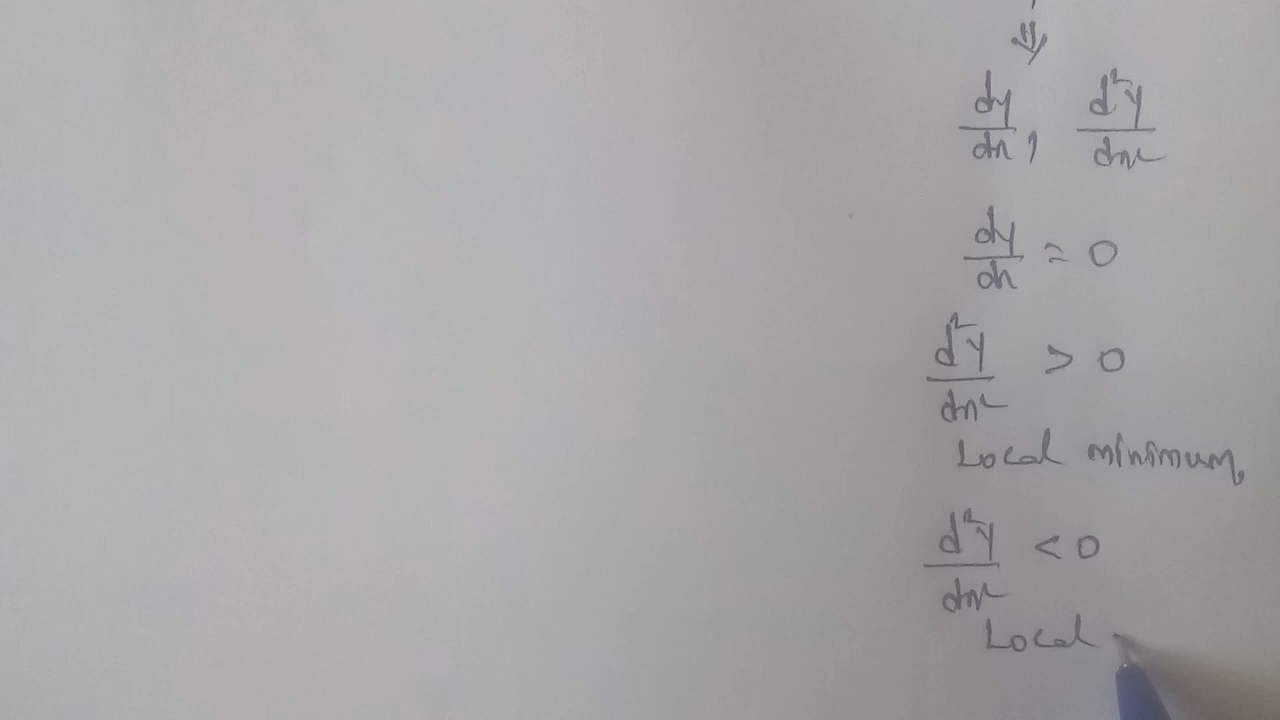 ⇓
dy/dx, d²y/dx²
dy/dx = 0
d²y/dx² > 0
Local minimum,
d²y/dx² < 0
Local